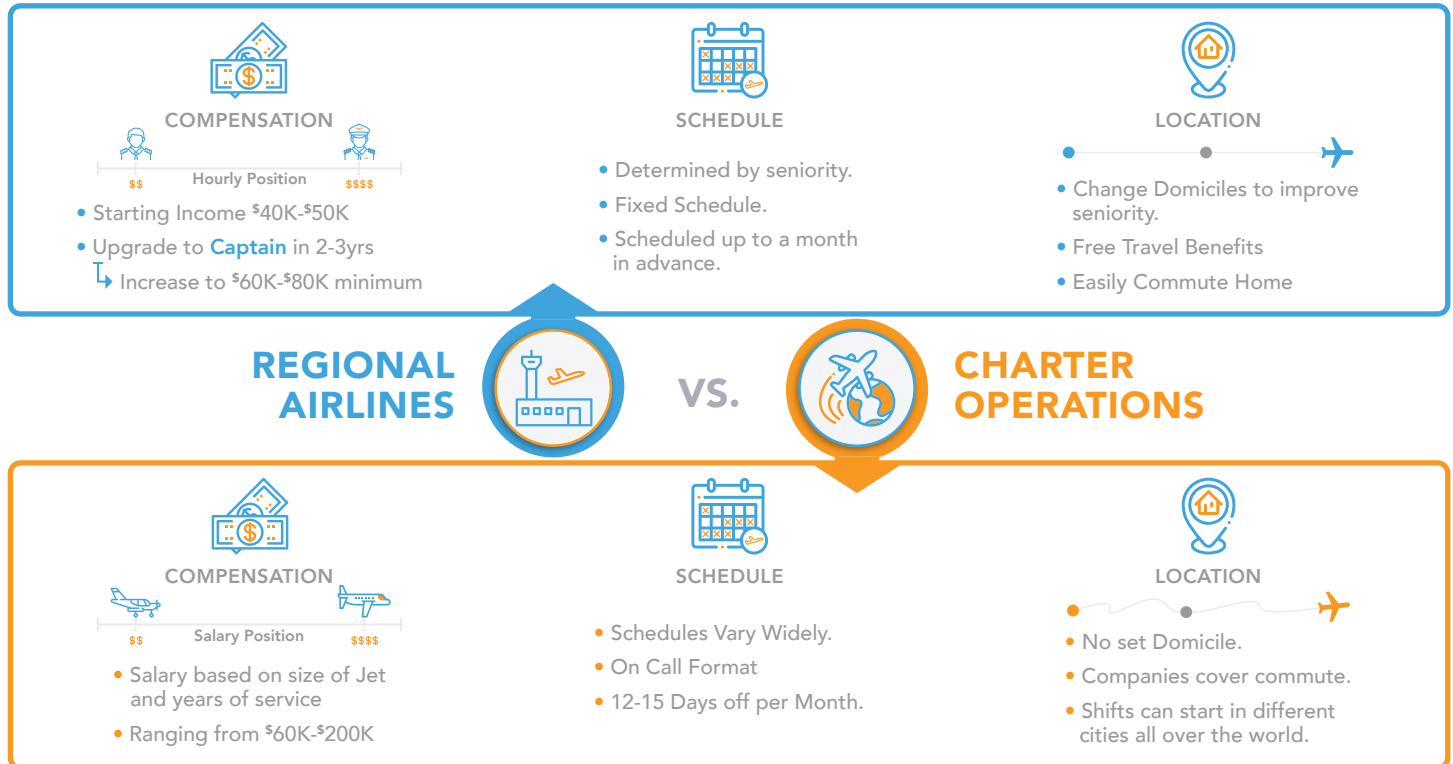 COMPENSATION
$$
Hourly Position
$$$$
• Starting Income $40K-$50K
• Upgrade to Captain in 2-3yrs
Increase to $60K-$80K minimum
SCHEDULE
• Determined by seniority.
• Fixed Schedule.
• Scheduled up to a month
in advance.
LOCATION
• Change Domiciles to improve
seniority.
• Free Travel Benefits
• Easily Commute Home
REGIONAL
AIRLINES
VS.
CHARTER
OPERATIONS
COMPENSATION
$$
Salary Position
$$$$
• Salary based on size of Jet
and years of service
• Ranging from $60K-$200K
SCHEDULE
• Schedules Vary Widely.
• On Call Format
• 12-15 Days off per Month.
LOCATION
• No set Domicile.
• Companies cover commute.
• Shifts can start in different
cities all over the world.